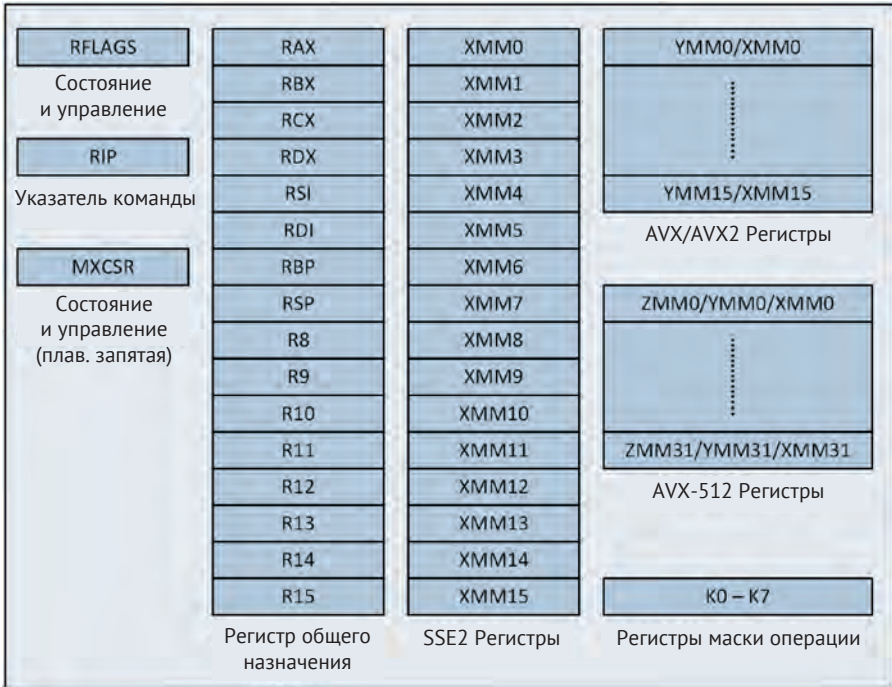 RFLAGS
Состояние
и управление
RIP
Указатель команды
MXCSR
Состояние
и управление
(плав. запятая)
RAX
RBX
RCX
RDX
RSI
RDI
RBP
RSP
R8
R9
R10
R11
R12
R13
R14
R15
Регистр общего
назначения
XMM0
XMM1
XMM2
XMM3
XMM4
XMM5
XMM6
XMM7
XMM8
XMM9
XMM10
XMM11
XMM12
XMM13
XMM14
XMM15
SSE2 Регистры
YMM0/XMM0
YMM15/XMM15
AVX/AVX2 Регистры
ZMM0/YMM0/XMM0
ZMM31/YMM31/XMM31
AVX-512 Регистры
K0 – K7
Регистры маски операции